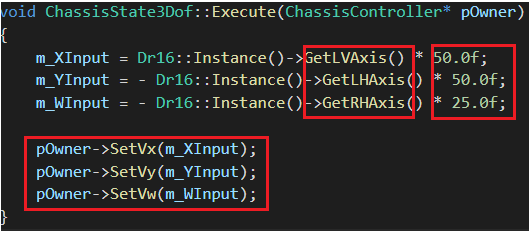 void ChassisState3Dof::Execute(ChassisController* pOwner)
{
m_XInput = Dr16::Instance()->GetLVAxis() * 50.0f;
m_YInput = - Dr16::Instance()->GetLHAxis() * 50.0f;
m_WInput = - Dr16::Instance()->GetRHAxis() * 25.0f;
pOwner->SetVx(m_XInput);
pOwner->SetVy(m_YInput);
pOwner->SetVw(m_WInput);
}